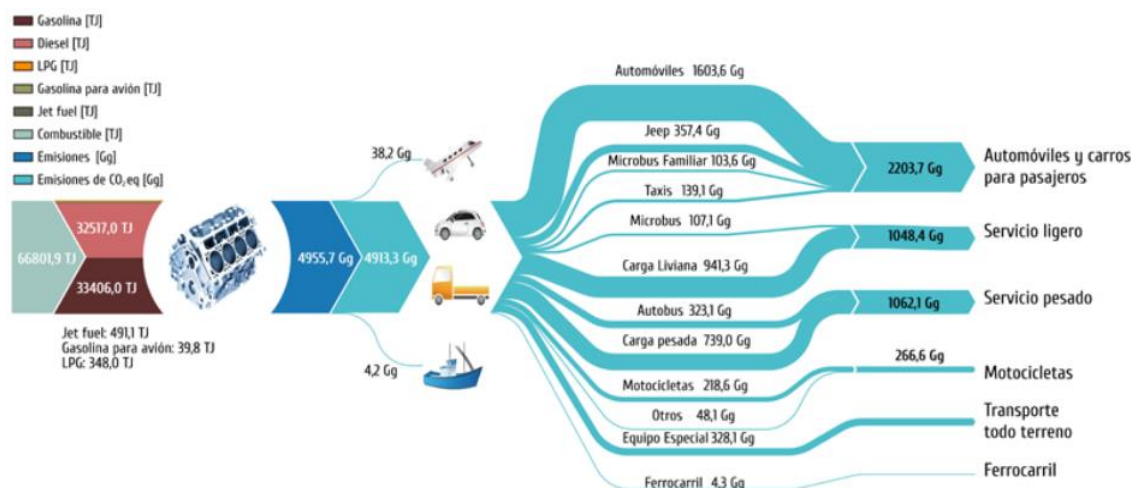 Gasolina [TJ]
Diesel [TJ]
LPG [TJ]
Gasolina para avión [TJ]
Jet fuel [TJ]
Combustible [TJ]
Emisiones [Gg]
Emisiones de CO₂eq [Gg]
66801,9 TJ
32517,0 TJ
33406,0 TJ
Jet fuel: 491,1 TJ
Gasolina para avión: 39,8 TJ
LPG: 348,0 TJ
4955,7 Gg
4913,3 Gg
38,2 Gg
4,2 Gg
Automóviles 1603,6 Gg
Jeep 357,4 Gg
Microbus Familiar 103,6 Gg
Taxis 139,1 Gg
Microbus 107,1 Gg
Carga Liviana 941,3 Gg
Autobus 323,1 Gg
Carga pesada 739,0 Gg
Motocicletas 218,6 Gg
Otros 48,1 Gg
Equipo Especial 328,1 Gg
Ferrocarril 4,3 Gg
2203,7 Gg
Automóviles y carros
para pasajeros
1048,4 Gg
Servicio ligero
1062,1 Gg
Servicio pesado
266,6 Gg
Motocicletas
Transporte
todo terreno
Ferrocarril